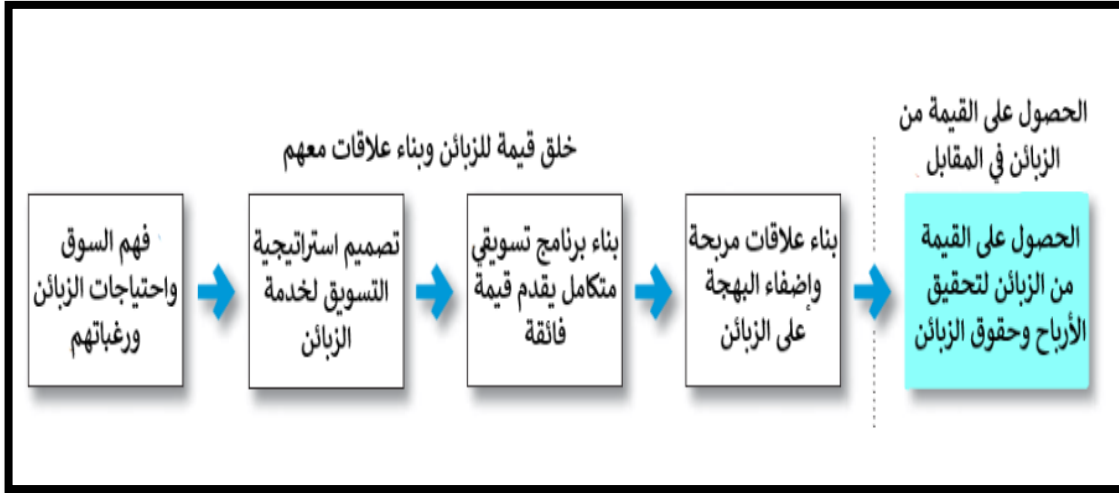 خلق قيمة للزبائن وبناء علاقات معهم
الحصول على القيمة من
الزبائن في المقابل
فهم السوق
واحتياجات الزبائن
ورغباتهم
تصميم استراتيجية
التسويق لخدمة
الزبائن
بناء برنامج تسويقي
متكامل يقدم قيمة
فائقة
بناء علاقات مربحة
وإضفاء البهجة
على الزبائن
الحصول على القيمة
من الزبائن لتحقيق
الأرباح وحقوق الزبائن